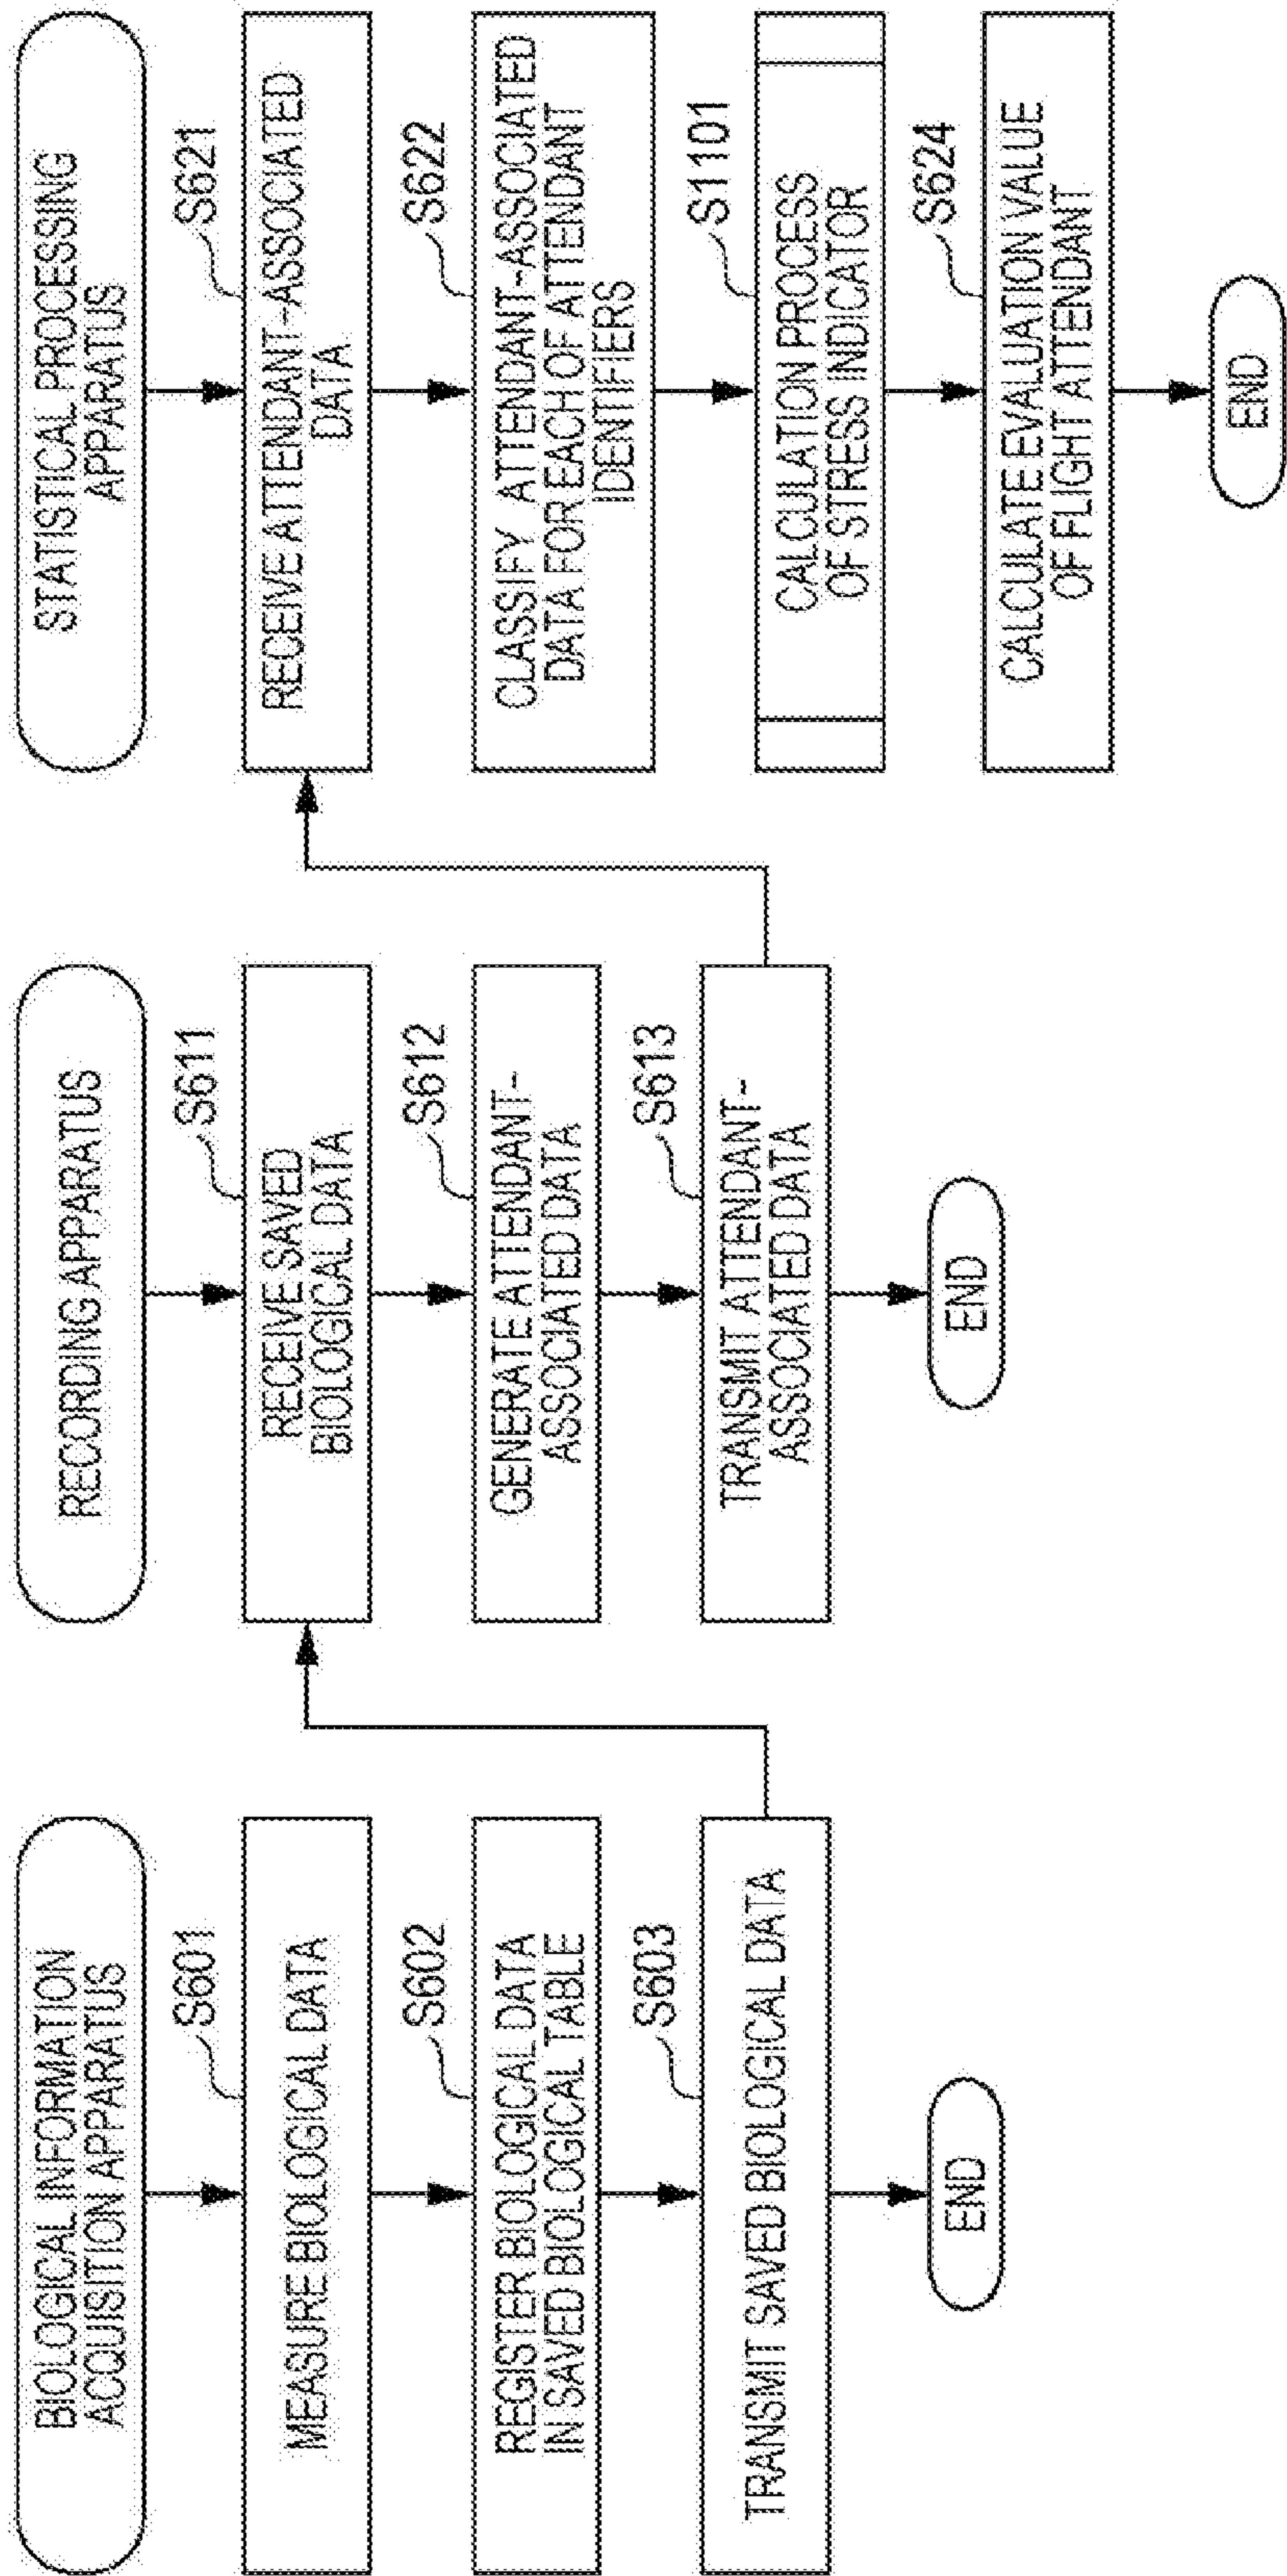 BIOLOGICAL INFORMATION
ACQUISITION APPARATUS
S601
MEASURE BIOLOGICAL DATA
S602
REGISTER BIOLOGICAL DATA
IN SAVED BIOLOGICAL TABLE
S603
TRANSMIT SAVED BIOLOGICAL DATA
END
RECORDING APPARATUS
S611
RECEIVE SAVED
BIOLOGICAL DATA
S612
GENERATE ATTENDANT-
ASSOCIATED DATA
S613
TRANSMIT ATTENDANT-
ASSOCIATED DATA
END
STATISTICAL PROCESSING
APPARATUS
S621
RECEIVE ATTENDANT-ASSOCIATED
DATA
S622
CLASSIFY ATTENDANT-ASSOCIATED
DATA FOR EACH OF ATTENDANT
IDENTIFIERS
S1101
CALCULATION PROCESS
OF STRESS INDICATOR
S624
CALCULATE EVALUATION VALUE
OF FLIGHT ATTENDANT
END